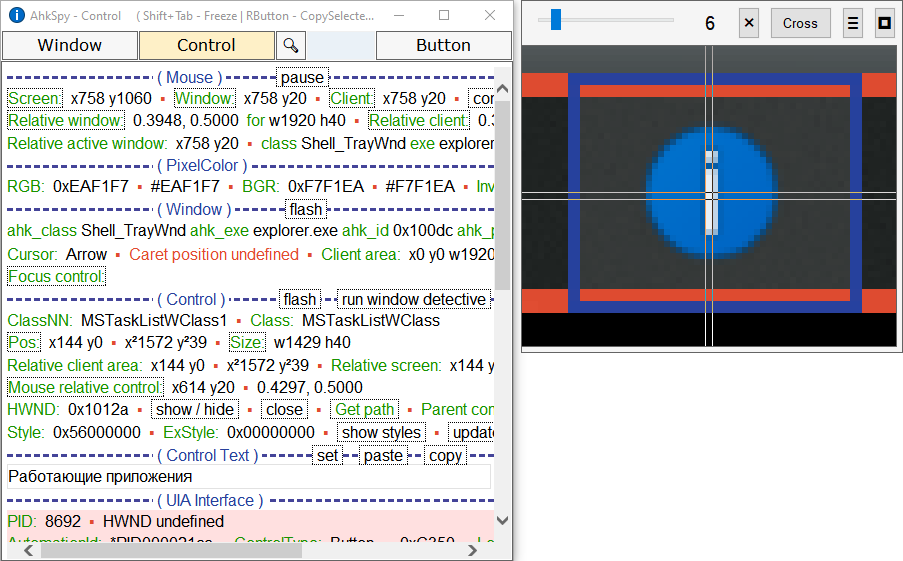 AhkSpy - Control ( Shift+Tab - Freeze | RButton - CopySelecte...
Window Control Button
( Mouse ) pause
Screen: x758 y1060 ▪ Window: x758 y20 ▪ Client: x758 y20 ▪
Relative window: 0.3948, 0.5000 for w1920 h40 ▪ Relative client:
Relative active window: x758 y20 ▪ class Shell_TrayWnd exe explorer
( PixelColor )
RGB: 0xEAF1F7 ▪ #EAF1F7 ▪ BGR: 0xF7F1EA ▪ #F7F1EA ▪ Inv
( Window ) flash
ahk_class Shell_TrayWnd ahk_exe explorer.exe ahk_id 0x100dc ahk_p
Cursor: Arrow ▪ Caret position undefined ▪ Client area: x0 y0 w1920
Focus control:
( Control ) flash run window detective
ClassNN: MSTaskListWClass1 ▪ Class: MSTaskListWClass
Pos: x144 y0 ▪ x²1572 y²39 ▪ Size: w1429 h40
Relative client area: x144 y0 ▪ x²1572 y²39 ▪ Relative screen: x144 y
Mouse relative control: x614 y20 ▪ 0.4297, 0.5000
HWND: 0x1012a ▪ show / hide ▪ close ▪ Get path ▪ Parent con
Style: 0x56000000 ▪ ExStyle: 0x00000000 ▪ show styles ▪ update
( Control Text ) set paste copy
Работающие приложения
( UIA Interface )
PID: 8692 ▪ HWND undefined
6 × Cross